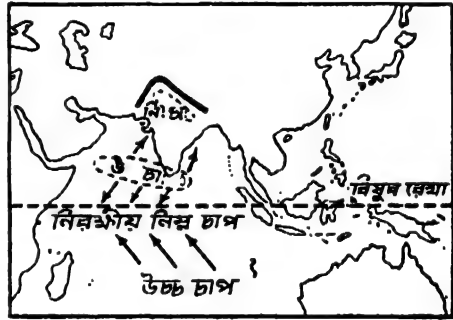 নিঃ চাঃ
উ
চা
বিষুব রেখা
নিরক্ষীয় নিম্ন চাপ
উচ্চ চাপ